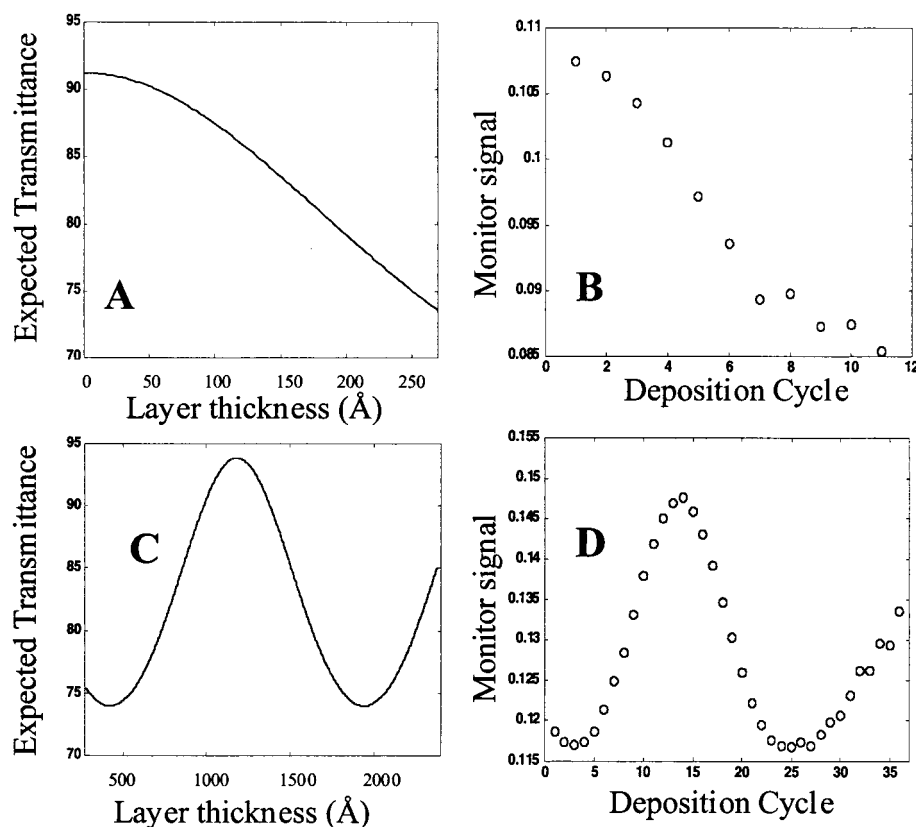 Expected Transmittance
95
90
85
80
75
70
A
0 50 100 150 200 250
Layer thickness (Å)
Monitor signal
0.11
0.105
0.1
0.095
0.09
0.085
B
0 2 4 6 8 10 12
Deposition Cycle
Expected Transmittance
95
90
85
80
75
70
C
500 1000 1500 2000
Layer thickness (Å)
Monitor signal
0.155
0.15
0.145
0.14
0.135
0.13
0.125
0.12
0.115
D
0 5 10 15 20 25 30 35
Deposition Cycle